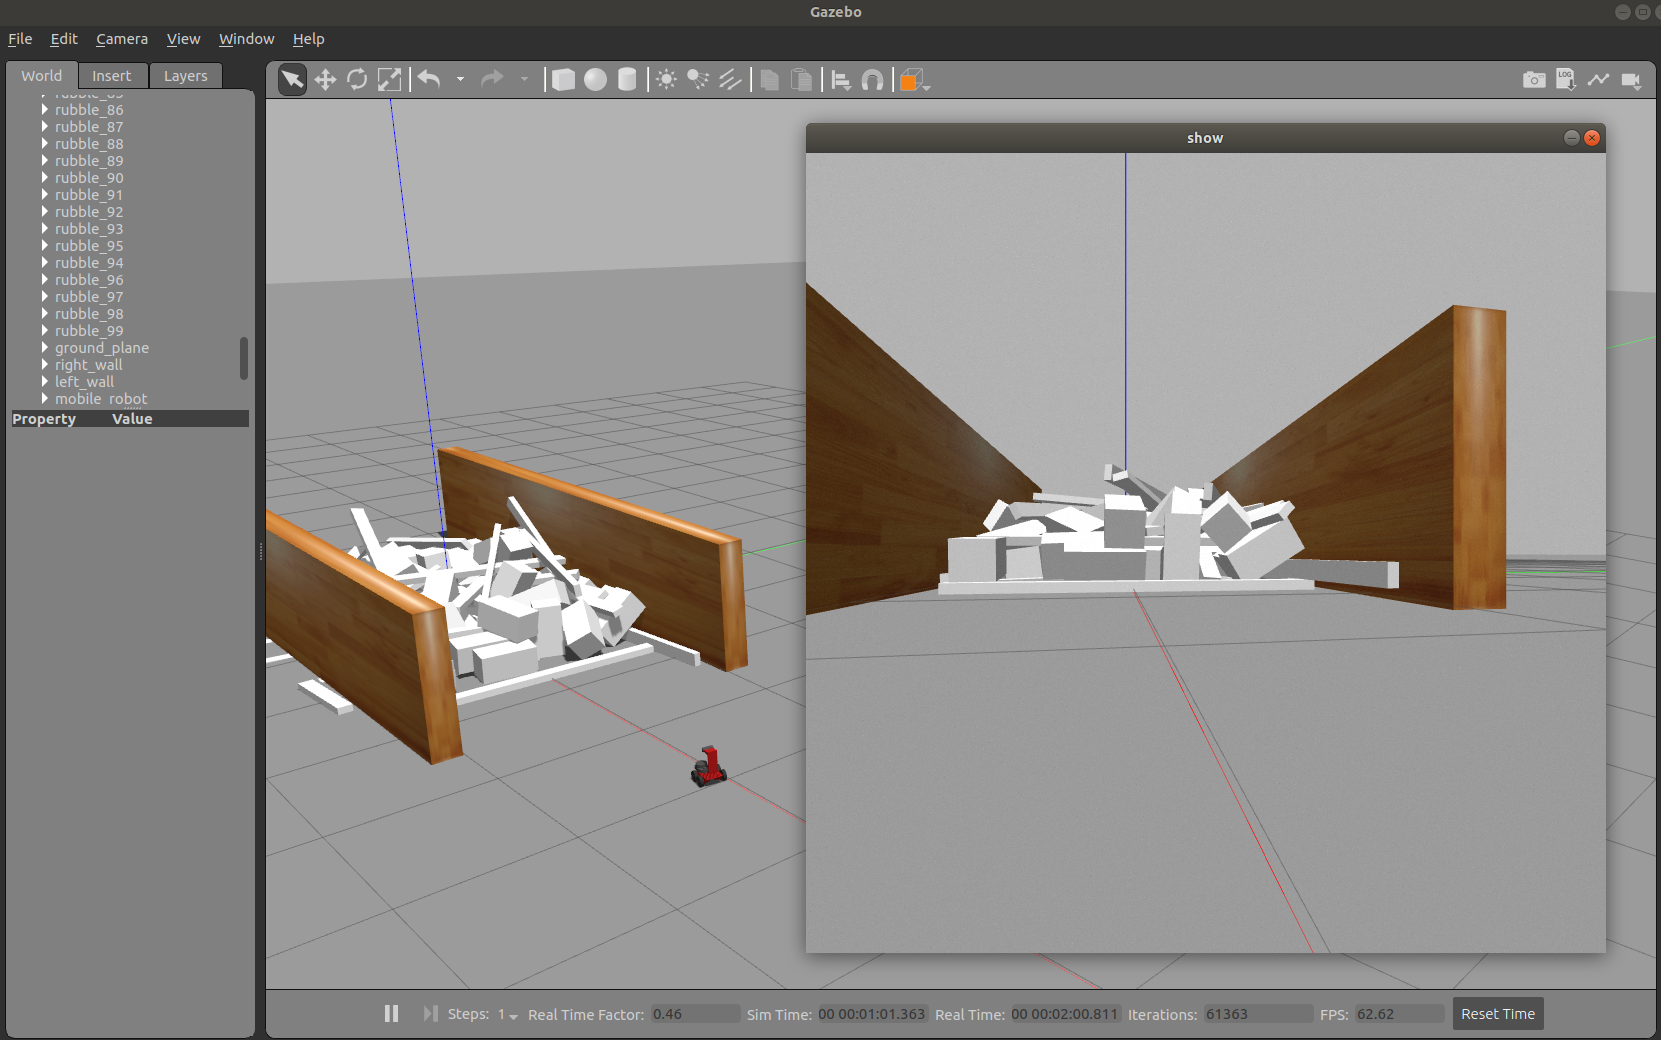 Gazebo
File Edit Camera View Window Help
World Insert Layers
rubble_85
rubble_86
rubble_87
rubble_88
rubble_89
rubble_90
rubble_91
rubble_92
rubble_93
rubble_95
rubble_94
rubble_96
rubble_97
rubble_98
rubble_99
ground_plane
right_wall
left_wall
mobile_robot
Property Value
LOG
show
Steps: 1 Real Time Factor: 0.46 Sim Time: 00 00:01:01.363 Real Time: 00 00:02:00.811 Iterations: 61363 FPS: 62.62 Reset Time